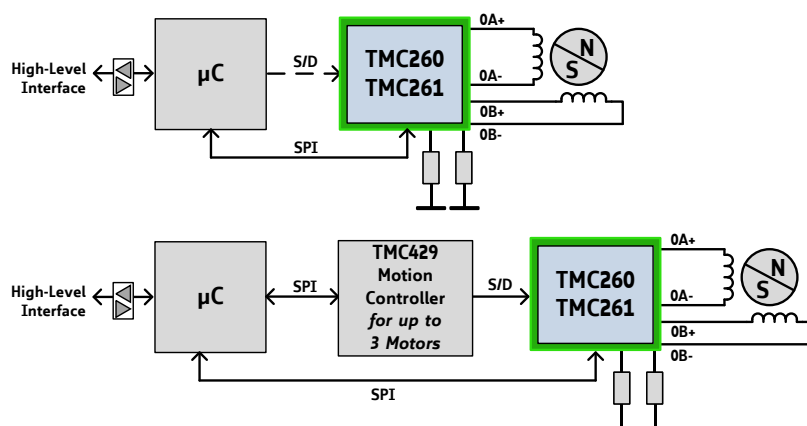 0A+
High-Level
Interface
µC
S/D
TMC260
TMC261
N
S
0A-
0B+
0B-
SPI
0A+
High-Level
Interface
µC
SPI
TMC429
Motion
Controller
for up to
3 Motors
S/D
TMC260
TMC261
N
S
0A-
0B+
0B-
SPI